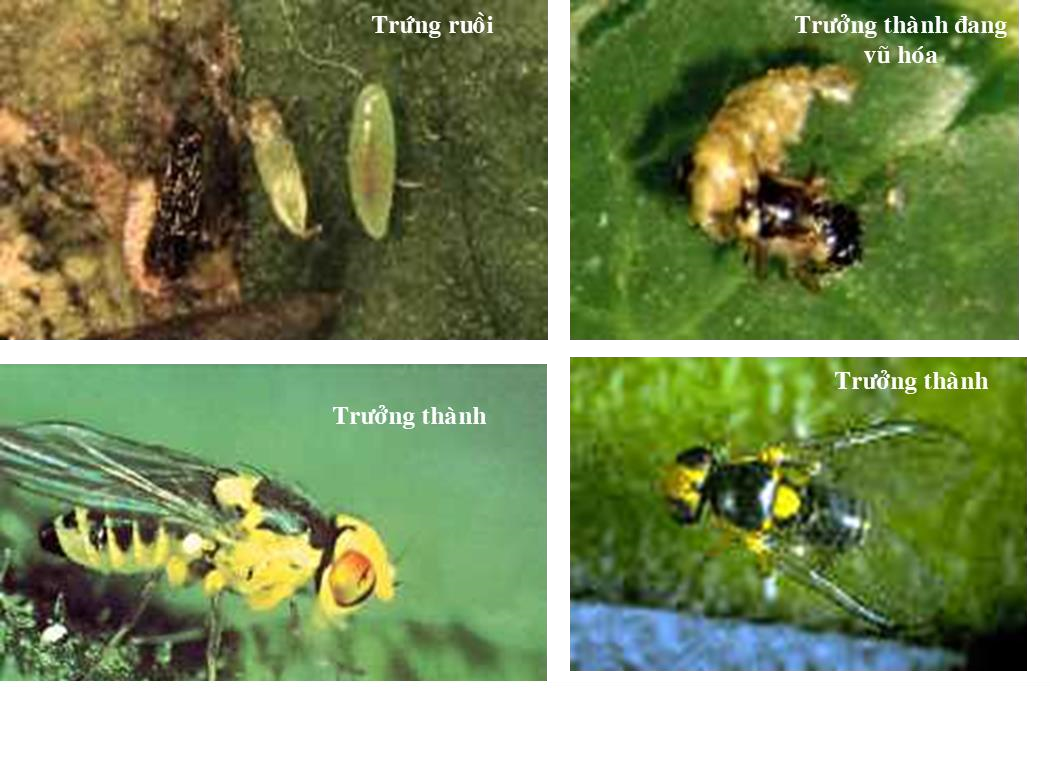 Trứng ruồi
Trưởng thành đang
vũ hóa
Trưởng thành
Trưởng thành